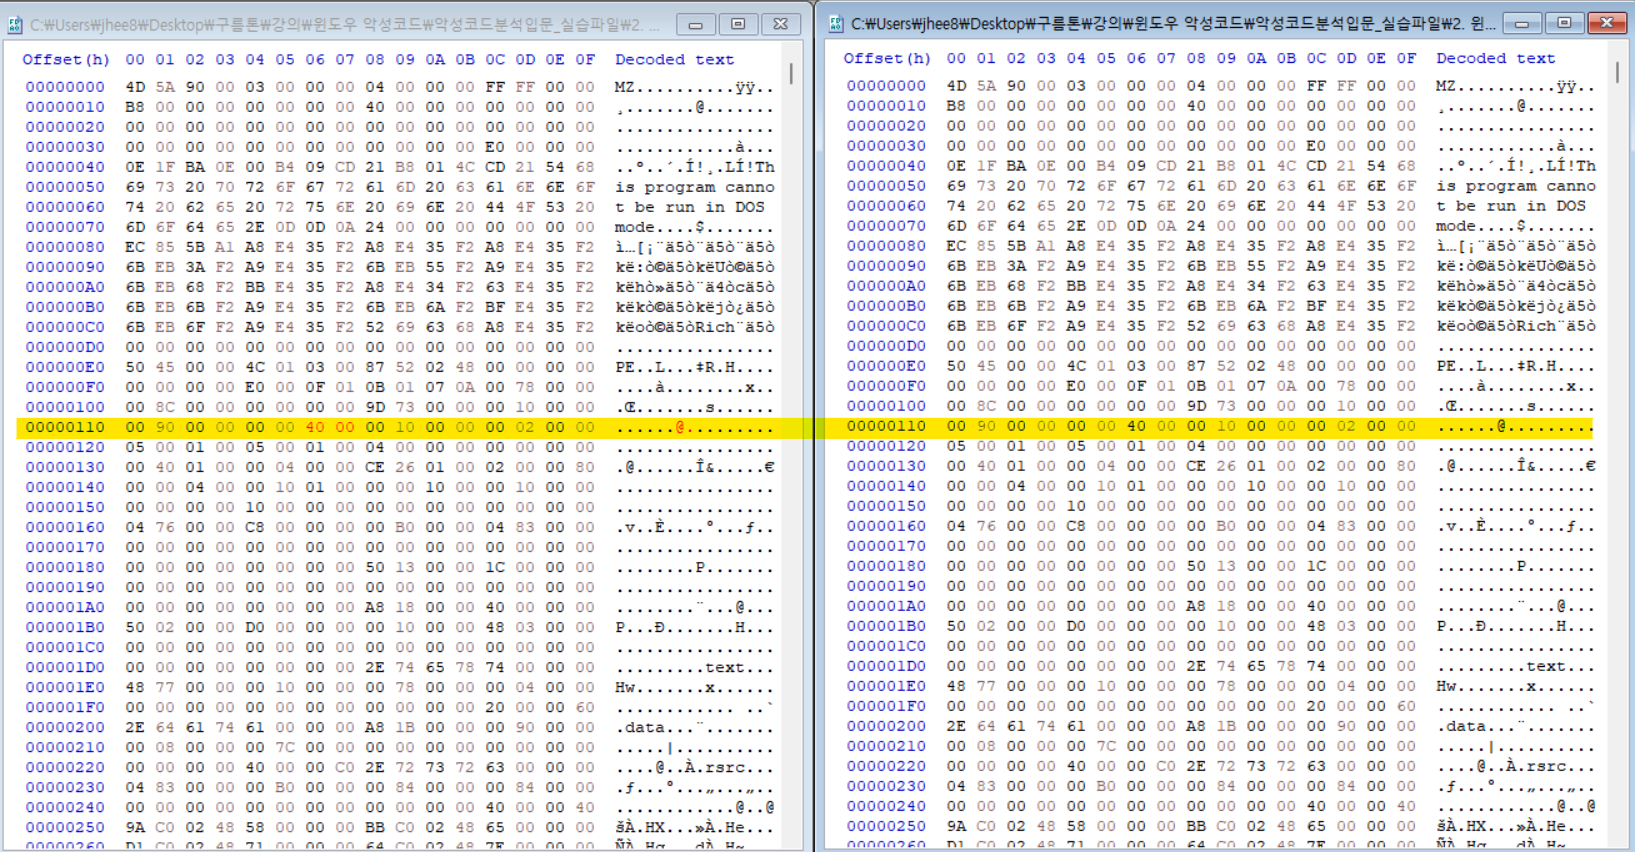 C:₩Users₩jhee8₩Desktop₩구름톤₩강의₩윈도우 악성코드₩악성코드분석입문_실습파일₩2. ...
Offset(h) 00 01 02 03 04 05 06 07 08 09 0A 0B 0C 0D 0E 0F Decoded text
00000000 4D 5A 90 00 03 00 00 00 04 00 00 00 FF FF 00 00 MZ..........ÿÿ..
00000010 B8 00 00 00 00 00 00 00 40 00 00 00 00 00 00 00 ¸.......@.......
00000020 00 00 00 00 00 00 00 00 00 00 00 00 00 00 00 00 ................
00000030 00 00 00 00 00 00 00 00 00 00 00 00 E0 00 00 00 ............à...
00000040 0E 1F BA 0E 00 B4 09 CD 21 B8 01 4C CD 21 54 68 ..º..´.Í!¸.LÍ!Th
00000050 69 73 20 70 72 6F 67 72 61 6D 20 63 61 6E 6E 6F is program canno
00000060 74 20 62 65 20 72 75 6E 20 69 6E 20 44 4F 53 20 t be run in DOS
00000070 6D 6F 64 65 2E 0D 0D 0A 24 00 00 00 00 00 00 00 mode....$.......
00000080 EC 85 5B A1 A8 E4 35 F2 A8 E4 35 F2 A8 E4 35 F2 ì…[¡¨ä5ò¨ä5ò¨ä5ò
00000090 6B EB 3A F2 A9 E4 35 F2 6B EB 55 F2 A9 E4 35 F2 kë:ò©ä5òkëUò©ä5ò
000000A0 6B EB 68 F2 BB E4 35 F2 A8 E4 34 F2 63 E4 35 F2 këhò»ä5ò¨ä4òcä5ò
000000B0 6B EB 6B F2 A9 E4 35 F2 6B EB 6A F2 BF E4 35 F2 këkò©ä5òkëjò¿ä5ò
000000C0 6B EB 6F F2 A9 E4 35 F2 52 69 63 68 A8 E4 35 F2 këoò©ä5òRich¨ä5ò
000000D0 00 00 00 00 00 00 00 00 00 00 00 00 00 00 00 00 ................
000000E0 50 45 00 00 4C 01 03 00 87 52 02 48 00 00 00 00 PE..L...‡R.H....
000000F0 00 00 00 00 E0 00 0F 01 0B 01 07 0A 00 78 00 00 ....à........x..
00000100 00 8C 00 00 00 00 00 00 9D 73 00 00 00 10 00 00 .Œ.......s......
00000110 00 90 00 00 00 00 40 00 00 10 00 00 00 02 00 00 ......@.........
00000120 05 00 01 00 05 00 01 00 04 00 00 00 00 00 00 00 ................
00000130 00 40 01 00 00 04 00 00 CE 26 01 00 02 00 00 80 .@......Î&.....€
00000140 00 00 04 00 00 10 01 00 00 00 10 00 00 10 00 00 ................
00000150 00 00 00 00 10 00 00 00 00 00 00 00 00 00 00 00 ................
00000160 04 76 00 00 C8 00 00 00 00 B0 00 00 04 83 00 00 .v..È....°...ƒ..
00000170 00 00 00 00 00 00 00 00 00 00 00 00 00 00 00 00 ................
00000180 00 00 00 00 00 00 00 00 50 13 00 00 1C 00 00 00 ........P.......
00000190 00 00 00 00 00 00 00 00 00 00 00 00 00 00 00 00 ................
000001A0 00 00 00 00 00 00 00 00 A8 18 00 00 40 00 00 00 ........¨...@...
000001B0 50 02 00 00 D0 00 00 00 00 10 00 00 48 03 00 00 P...Ð.......H...
000001C0 00 00 00 00 00 00 00 00 00 00 00 00 00 00 00 00 ................
000001D0 00 00 00 00 00 00 00 00 2E 74 65 78 74 00 00 00 .........text...
000001E0 48 77 00 00 00 10 00 00 00 78 00 00 00 04 00 00 Hw.......x......
000001F0 00 00 00 00 00 00 00 00 00 00 00 00 20 00 00 60 ............ ..`
00000200 2E 64 61 74 61 00 00 00 A8 1B 00 00 00 90 00 00 .data...¨.......
00000210 00 08 00 00 00 7C 00 00 00 00 00 00 00 00 00 00 .....|..........
00000220 00 00 00 00 40 00 00 C0 2E 72 73 72 63 00 00 00 ....@..À.rsrc...
00000230 04 83 00 00 00 B0 00 00 00 84 00 00 00 84 00 00 .ƒ...°...„...„..
00000240 00 00 00 00 00 00 00 00 00 00 00 00 40 00 00 40 ............@..@
00000250 9A C0 02 48 58 00 00 00 BB C0 02 48 65 00 00 00 šÀ.HX...»À.He...
C:₩Users₩jhee8₩Desktop₩구름톤₩강의₩윈도우 악성코드₩악성코드분석입문_실습파일₩2. 윈...
Offset(h) 00 01 02 03 04 05 06 07 08 09 0A 0B 0C 0D 0E 0F Decoded text
00000000 4D 5A 90 00 03 00 00 00 04 00 00 00 FF FF 00 00 MZ..........ÿÿ..
00000010 B8 00 00 00 00 00 00 00 40 00 00 00 00 00 00 00 ¸.......@.......
00000020 00 00 00 00 00 00 00 00 00 00 00 00 00 00 00 00 ................
00000030 00 00 00 00 00 00 00 00 00 00 00 00 E0 00 00 00 ............à...
00000040 0E 1F BA 0E 00 B4 09 CD 21 B8 01 4C CD 21 54 68 ..º..´.Í!¸.LÍ!Th
00000050 69 73 20 70 72 6F 67 72 61 6D 20 63 61 6E 6E 6F is program canno
00000060 74 20 62 65 20 72 75 6E 20 69 6E 20 44 4F 53 20 t be run in DOS
00000070 6D 6F 64 65 2E 0D 0D 0A 24 00 00 00 00 00 00 00 mode....$.......
00000080 EC 85 5B A1 A8 E4 35 F2 A8 E4 35 F2 A8 E4 35 F2 ì…[¡¨ä5ò¨ä5ò¨ä5ò
00000090 6B EB 3A F2 A9 E4 35 F2 6B EB 55 F2 A9 E4 35 F2 kë:ò©ä5òkëUò©ä5ò
000000A0 6B EB 68 F2 BB E4 35 F2 A8 E4 34 F2 63 E4 35 F2 këhò»ä5ò¨ä4òcä5ò
000000B0 6B EB 6B F2 A9 E4 35 F2 6B EB 6A F2 BF E4 35 F2 këkò©ä5òkëjò¿ä5ò
000000C0 6B EB 6F F2 A9 E4 35 F2 52 69 63 68 A8 E4 35 F2 këoò©ä5òRich¨ä5ò
000000D0 00 00 00 00 00 00 00 00 00 00 00 00 00 00 00 00 ................
000000E0 50 45 00 00 4C 01 03 00 87 52 02 48 00 00 00 00 PE..L...‡R.H....
000000F0 00 00 00 00 E0 00 0F 01 0B 01 07 0A 00 78 00 00 ....à........x..
00000100 00 8C 00 00 00 00 00 00 9D 73 00 00 00 10 00 00 .Œ.......s......
00000110 00 90 00 00 00 00 40 00 00 10 00 00 00 02 00 00 ......@.........
00000120 05 00 01 00 05 00 01 00 04 00 00 00 00 00 00 00 ................
00000130 00 40 01 00 00 04 00 00 CE 26 01 00 02 00 00 80 .@......Î&.....€
00000140 00 00 04 00 00 10 01 00 00 00 10 00 00 10 00 00 ................
00000150 00 00 00 00 10 00 00 00 00 00 00 00 00 00 00 00 ................
00000160 04 76 00 00 C8 00 00 00 00 B0 00 00 04 83 00 00 .v..È....°...ƒ..
00000170 00 00 00 00 00 00 00 00 00 00 00 00 00 00 00 00 ................
00000180 00 00 00 00 00 00 00 00 50 13 00 00 1C 00 00 00 ........P.......
00000190 00 00 00 00 00 00 00 00 00 00 00 00 00 00 00 00 ................
000001A0 00 00 00 00 00 00 00 00 A8 18 00 00 40 00 00 00 ........¨...@...
000001B0 50 02 00 00 D0 00 00 00 00 10 00 00 48 03 00 00 P...Ð.......H...
000001C0 00 00 00 00 00 00 00 00 00 00 00 00 00 00 00 00 ................
000001D0 00 00 00 00 00 00 00 00 2E 74 65 78 74 00 00 00 .........text...
000001E0 48 77 00 00 00 10 00 00 00 78 00 00 00 04 00 00 Hw.......x......
000001F0 00 00 00 00 00 00 00 00 00 00 00 00 20 00 00 60 ............ ..`
00000200 2E 64 61 74 61 00 00 00 A8 1B 00 00 00 90 00 00 .data...¨.......
00000210 00 08 00 00 00 7C 00 00 00 00 00 00 00 00 00 00 .....|..........
00000220 00 00 00 00 40 00 00 C0 2E 72 73 72 63 00 00 00 ....@..À.rsrc...
00000230 04 83 00 00 00 B0 00 00 00 84 00 00 00 84 00 00 .ƒ...°...„...„..
00000240 00 00 00 00 00 00 00 00 00 00 00 00 40 00 00 40 ............@..@
00000250 9A C0 02 48 58 00 00 00 BB C0 02 48 65 00 00 00 šÀ.HX...»À.He...